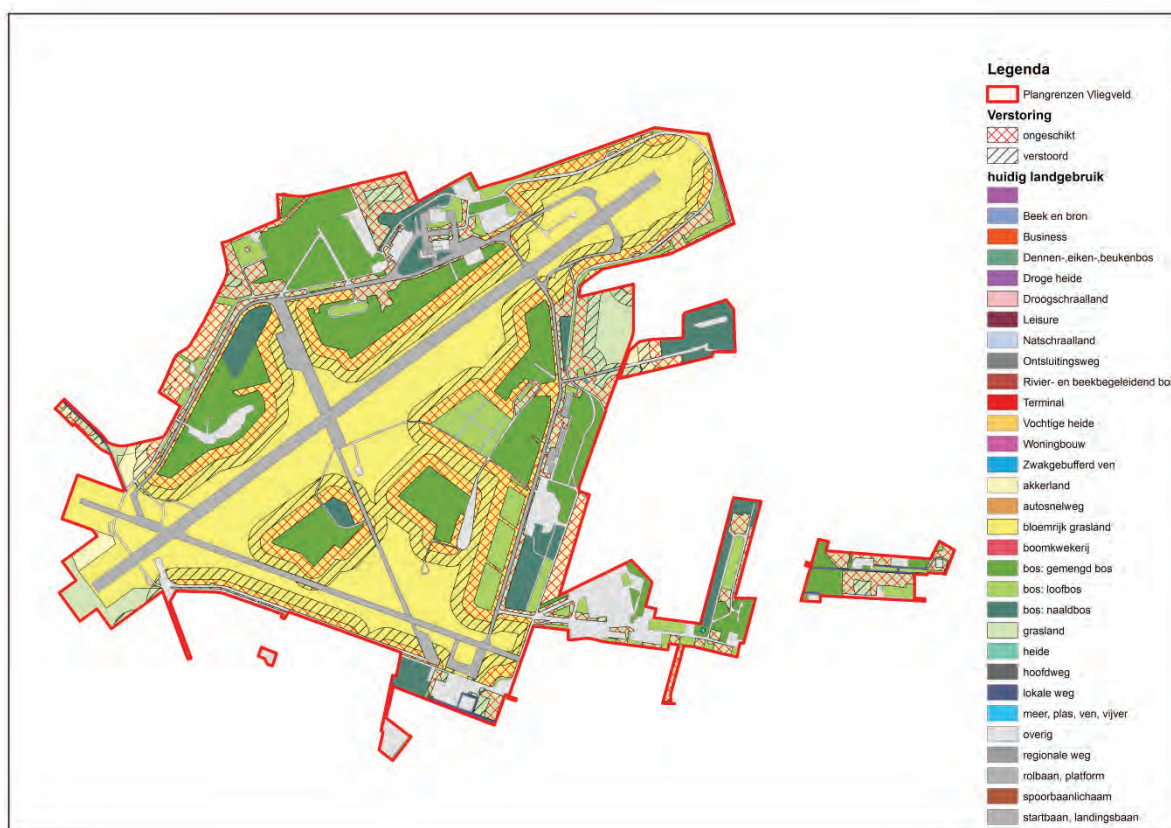 Legenda
Plangrenzen Vliegveld
Verstoring
ongeschikt
verstoord
huidig landgebruik
Beek en bron
Business
Dennen-,eiken-,beukenbos
Droge heide
Droogschraalland
Leisure
Natschraalland
Ontsluitingsweg
Rivier- en beekbegeleidend bos
Terminal
Vochtige heide
Woningbouw
Zwakgebufferd ven
akkerland
autosnelweg
bloemrijk grasland
boomkwekerij
bos: gemengd bos
bos: loofbos
bos: naaldbos
grasland
heide
hoofdweg
lokale weg
meer, plas, ven, vijver
overig
regionale weg
rolbaan, platform
spoorbaanlichaam
startbaan, landingsbaan